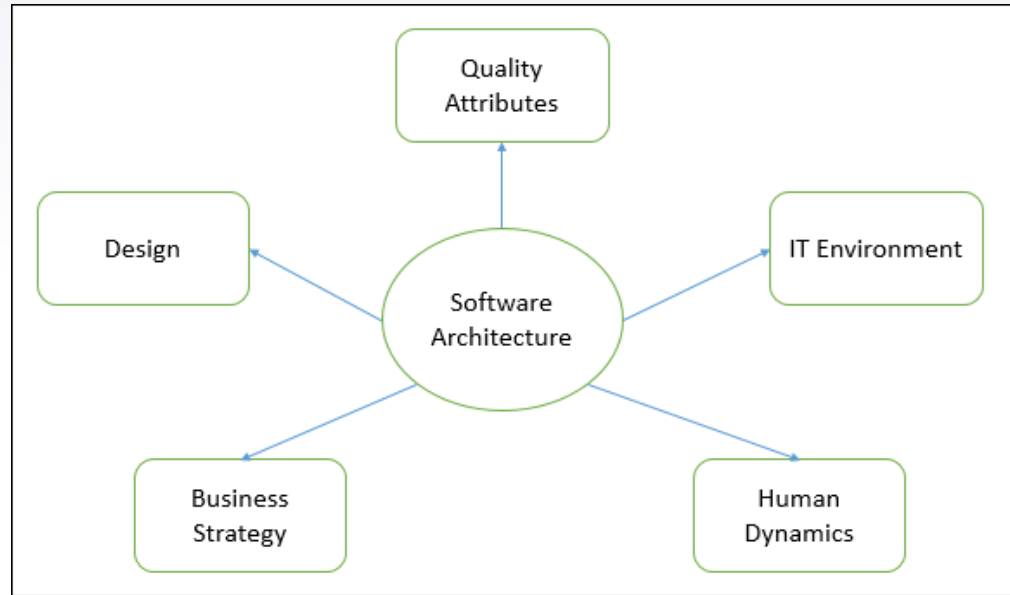 Quality
Attributes
Design
IT Environment
Software
Architecture
Business
Strategy
Human
Dynamics